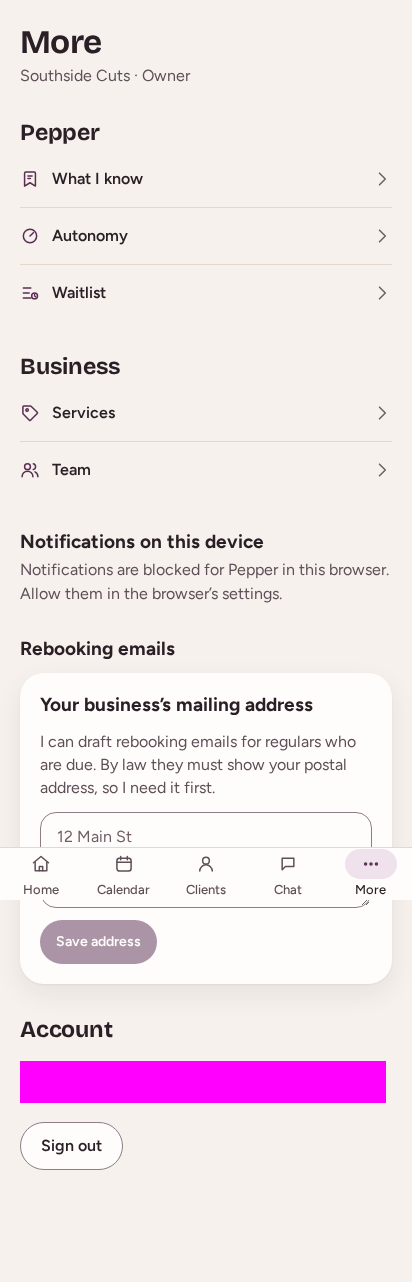 More
Southside Cuts · Owner
Pepper
What I know
Autonomy
Waitlist
Business
Services
Team
Notifications on this device
Notifications are blocked for Pepper in this browser.
Allow them in the browser’s settings.
Rebooking emails
Your business’s mailing address
I can draft rebooking emails for regulars who
are due. By law they must show your postal
address, so I need it first.
12 Main St
Home
Calendar
Clients
Chat
More
Save address
Account
Sign out